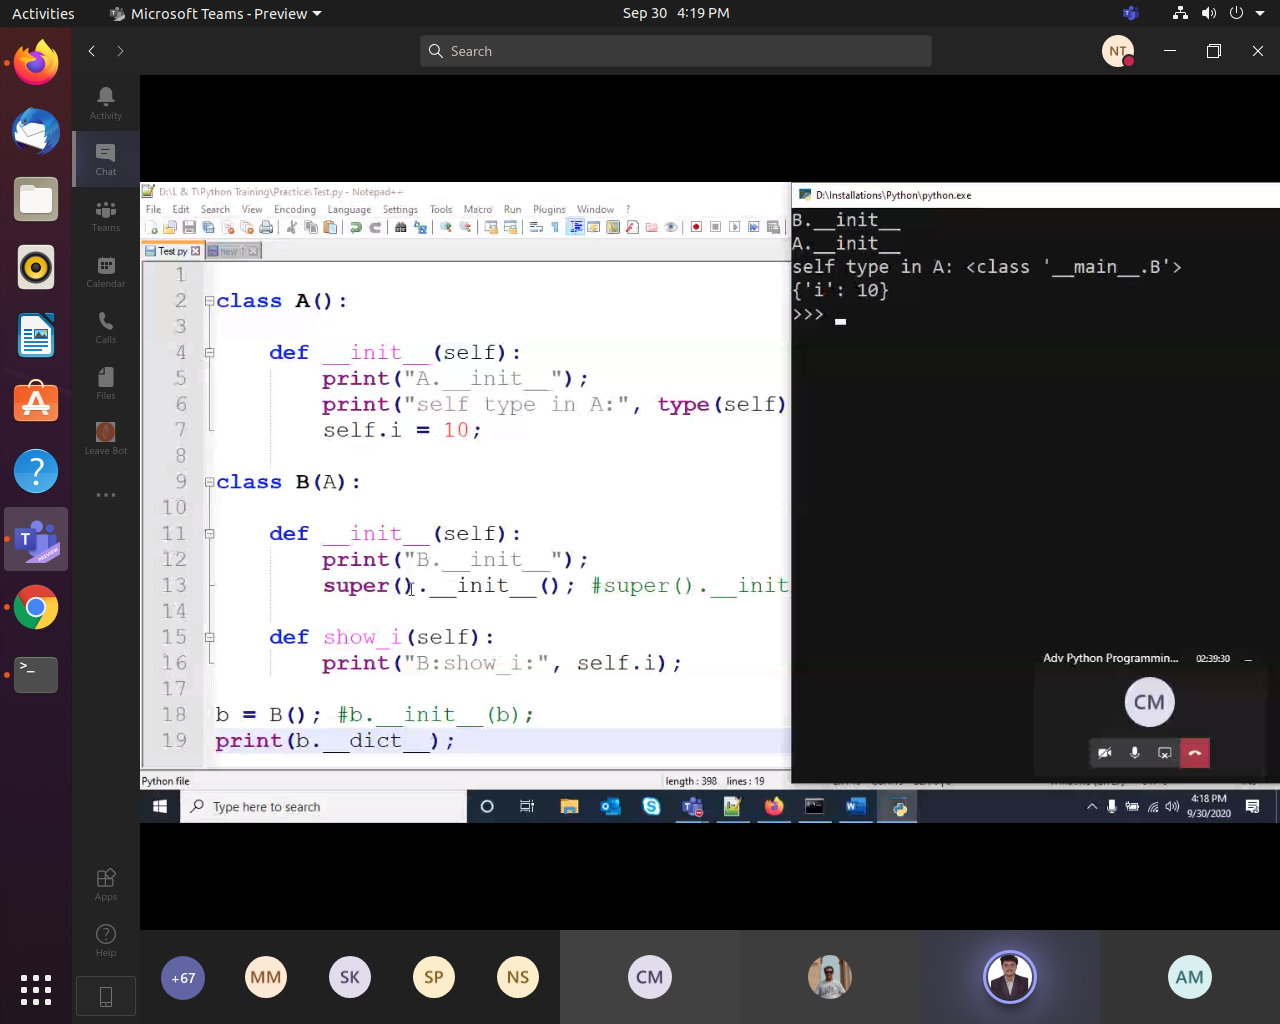 Activities
Microsoft Teams - Preview
Sep 30 4:19 PM
Search
NT
Activity
Chat
Teams
Calendar
Calls
Files
Leave Bot
Apps
Help
D:\L & T\Python Training\Practice\Test.py - Notepad++
File Edit Search View Encoding Language Settings Tools Macro Run Plugins Window ?
Test.py
new 1
1
2 class A():
3
4 def __init__(self):
5 print("A.__init__");
6 print("self type in A:", type(self)
7 self.i = 10;
8
9 class B(A):
10
11 def __init__(self):
12 print("B.__init__");
13 super().__init__(); #super().__init
14
15 def show_i(self):
16 print("B:show_i:", self.i);
17
18 b = B(); #b.__init__(b);
19 print(b.__dict__);
Python file
length : 398 lines : 19
D:\Installations\Python\python.exe
B.__init__
A.__init__
self type in A: <class '__main__.B'>
{'i': 10}
>>>
Adv Python Programmin...
02:39:30
CM
Type here to search
4:18 PM
9/30/2020
+67
MM
SK
SP
NS
CM
AM